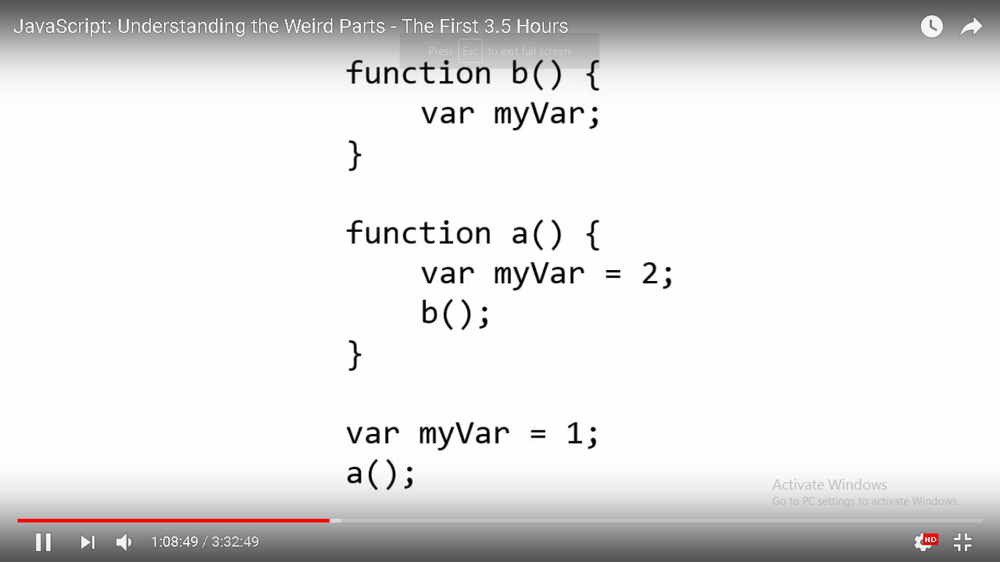 JavaScript: Understanding the Weird Parts - The First 3.5 Hours
Press Esc to exit full screen
function b() {
    var myVar;
}
function a() {
    var myVar = 2;
    b();
}
var myVar = 1;
a();
Activate Windows
Go to PC settings to activate Windows.
1:08:49 / 3:32:49
HD